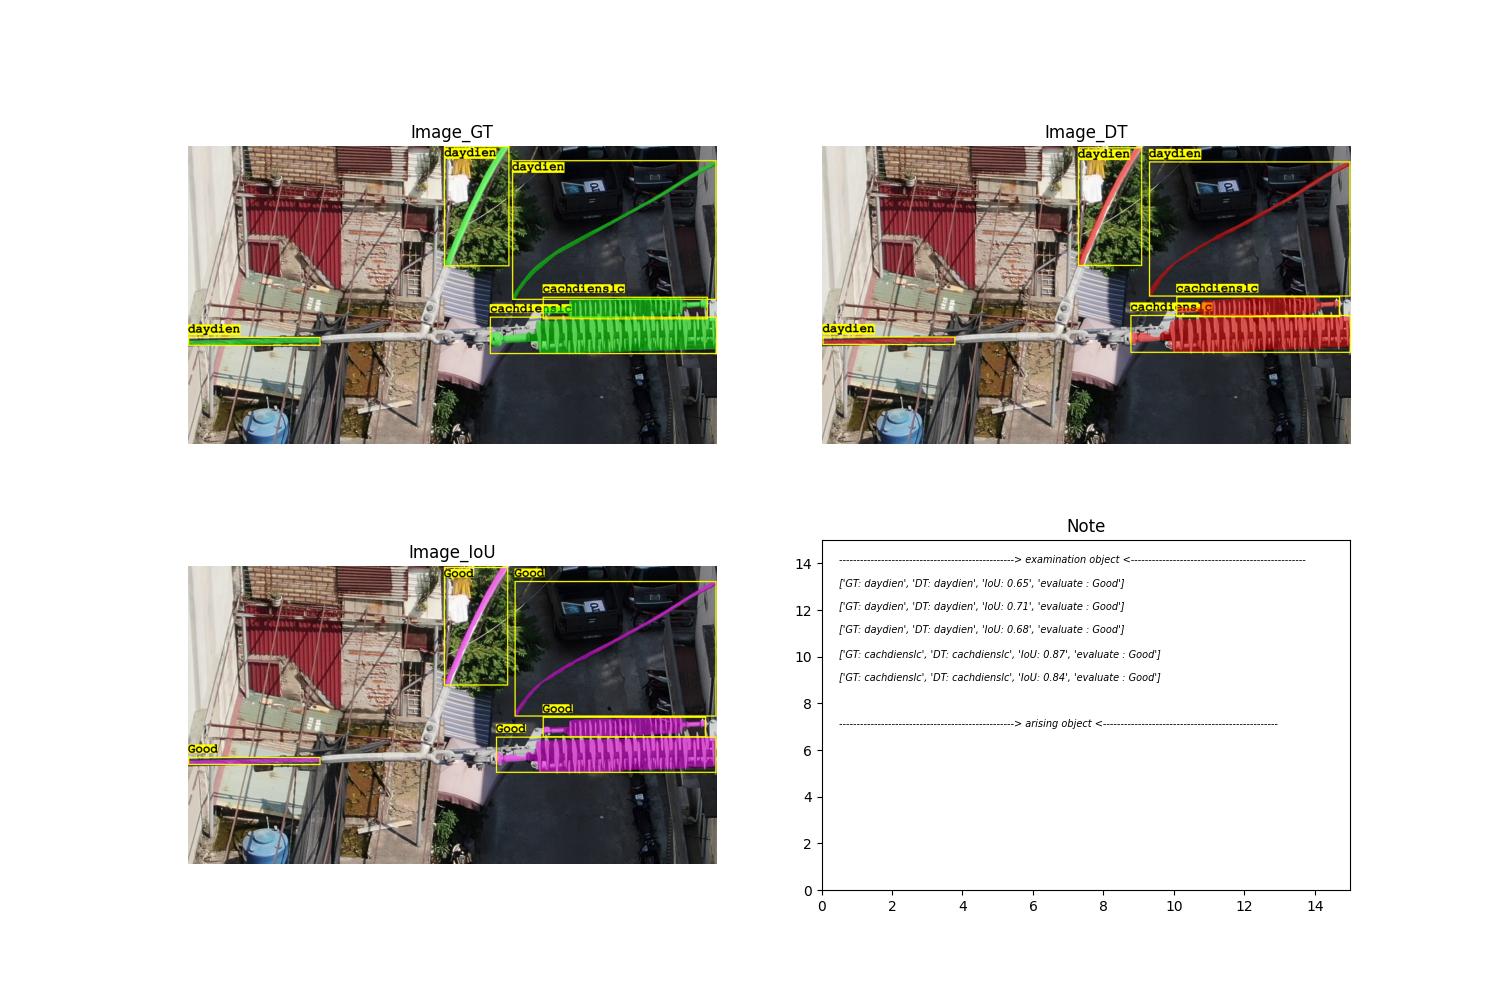 Image_GT
daydien
daydien
cachdienslc
cachdienslc
daydien
Image_DT
daydien
daydien
cachdienslc
cachdienslc
daydien
Image_IoU
Good
Good
Good
Good
Good
Note
---------------------------------------------------> examination object <---------------------------------------------------
['GT: daydien', 'DT: daydien', 'IoU: 0.65', 'evaluate : Good']
['GT: daydien', 'DT: daydien', 'IoU: 0.71', 'evaluate : Good']
['GT: daydien', 'DT: daydien', 'IoU: 0.68', 'evaluate : Good']
['GT: cachdienslc', 'DT: cachdienslc', 'IoU: 0.87', 'evaluate : Good']
['GT: cachdienslc', 'DT: cachdienslc', 'IoU: 0.84', 'evaluate : Good']
---------------------------------------------------> arising object <---------------------------------------------------
14
12
10
8
6
4
2
0
0 2 4 6 8 10 12 14